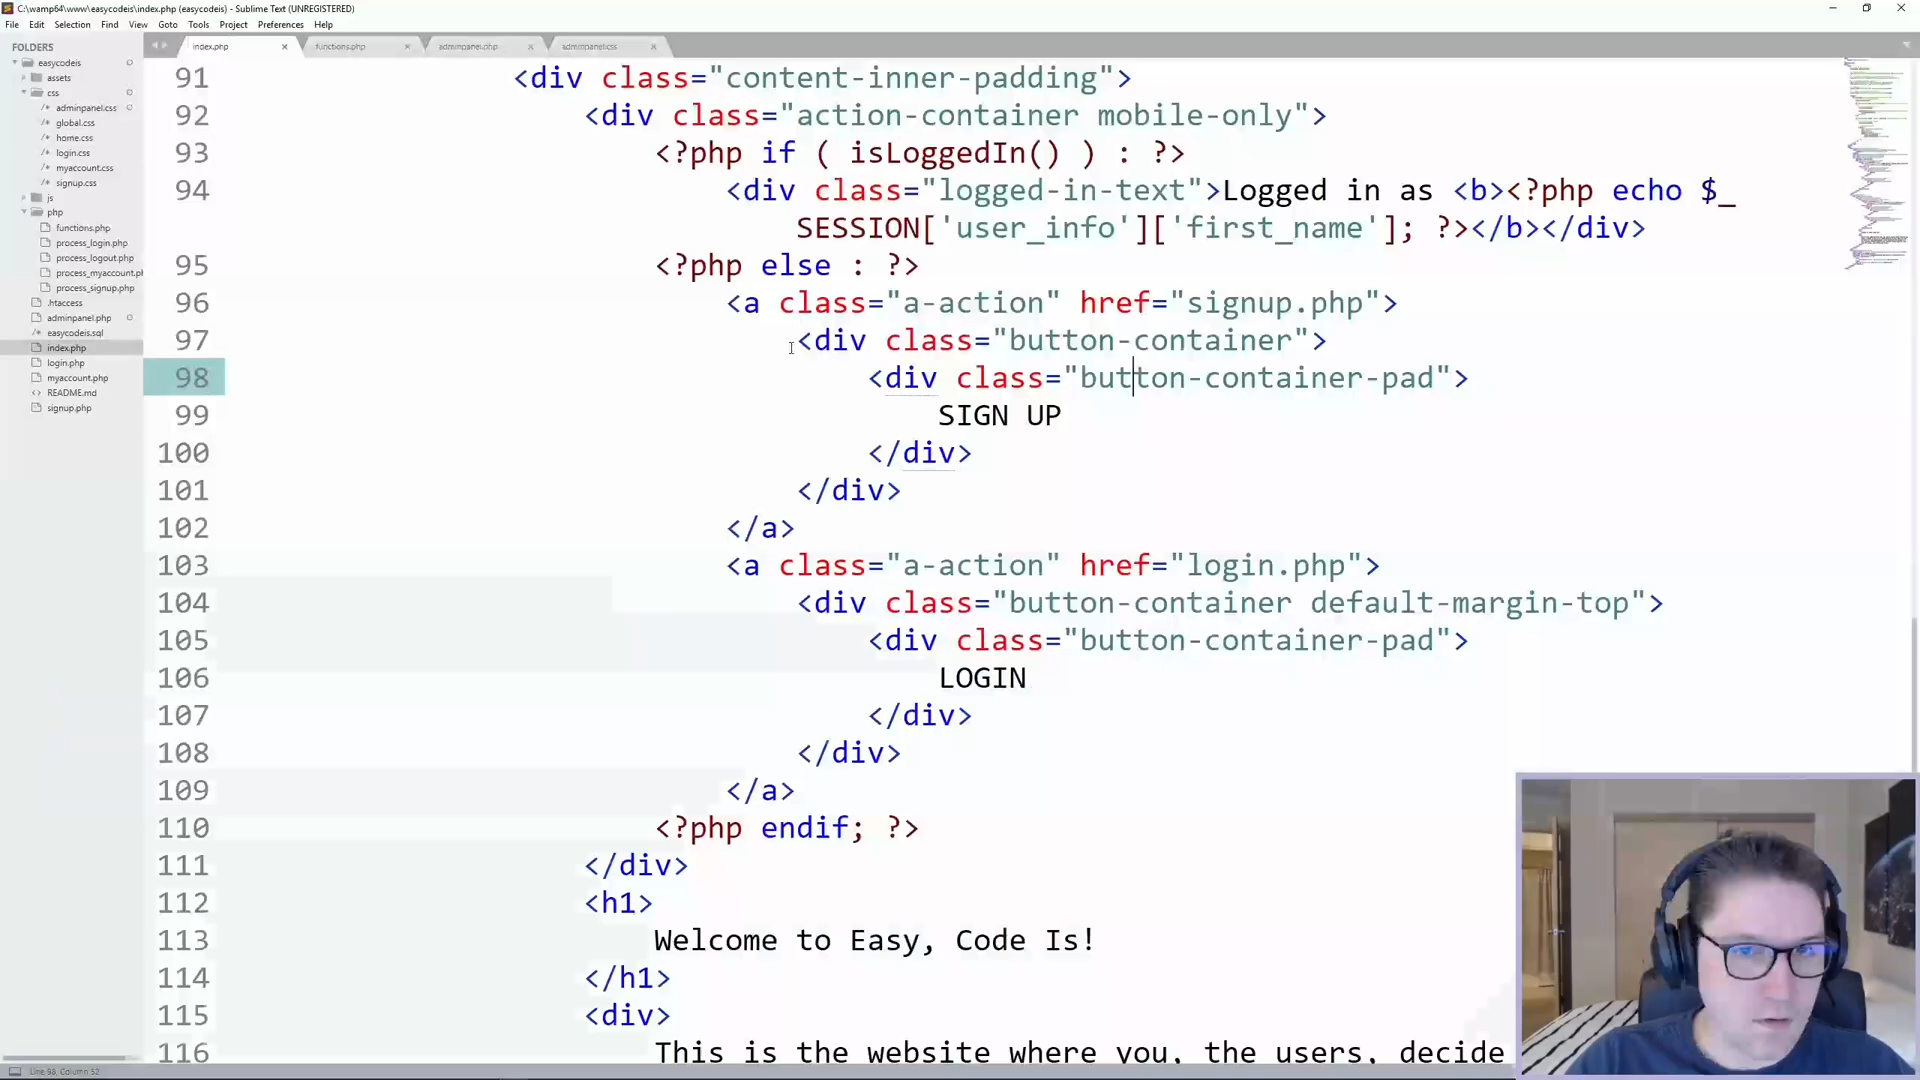 C:\wamp64\www\easycodeis\index.php (easycodeis) - Sublime Text (UNREGISTERED)
File Edit Selection Find View Goto Tools Project Preferences Help
FOLDERS
easycodeis
assets
css
adminpanel.css
global.css
home.css
login.css
myaccount.css
signup.css
js
php
functions.php
process_login.php
process_logout.php
process_myaccount.ph
process_signup.php
.htaccess
adminpanel.php
easycodeis.sql
index.php
login.php
myaccount.php
README.md
signup.php
index.php functions.php adminpanel.php adminpanel.css
91 <div class="content-inner-padding">
92 <div class="action-container mobile-only">
93 <?php if ( isLoggedIn() ) : ?>
94 <div class="logged-in-text">Logged in as <b><?php echo $_
SESSION['user_info']['first_name']; ?></b></div>
95 <?php else : ?>
96 <a class="a-action" href="signup.php">
97 <div class="button-container">
98 <div class="button-container-pad">
99 SIGN UP
100 </div>
101 </div>
102 </a>
103 <a class="a-action" href="login.php">
104 <div class="button-container default-margin-top">
105 <div class="button-container-pad">
106 LOGIN
107 </div>
108 </div>
109 </a>
110 <?php endif; ?>
111 </div>
112 <h1>
113 Welcome to Easy, Code Is!
114 </h1>
115 <div>
116 This is the website where you, the users, decide
Line 98, Column 52